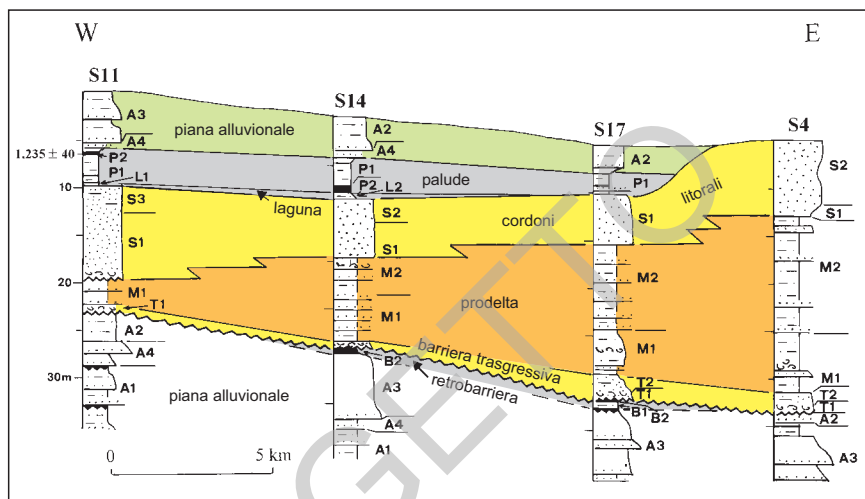 W
E
S11
S14
S17
S4
A3
A4
1.235 ± 40
P2
P1
L1
10
S3
S1
20
M1
T1
A2
A4
30m
A1
piana alluvionale
laguna
piana alluvionale
0 5 km
A2
A4
P1
P2
L2
S2
S1
M2
M1
B2
A3
A4
A1
palude
cordoni
litorali
prodelta
barriera trasgressiva
retrobarriera
A2
P1
S1
M2
M1
T2
T1
B1
B2
A3
S2
S1
M2
M1
T2
T1
A2
A3
GETTO